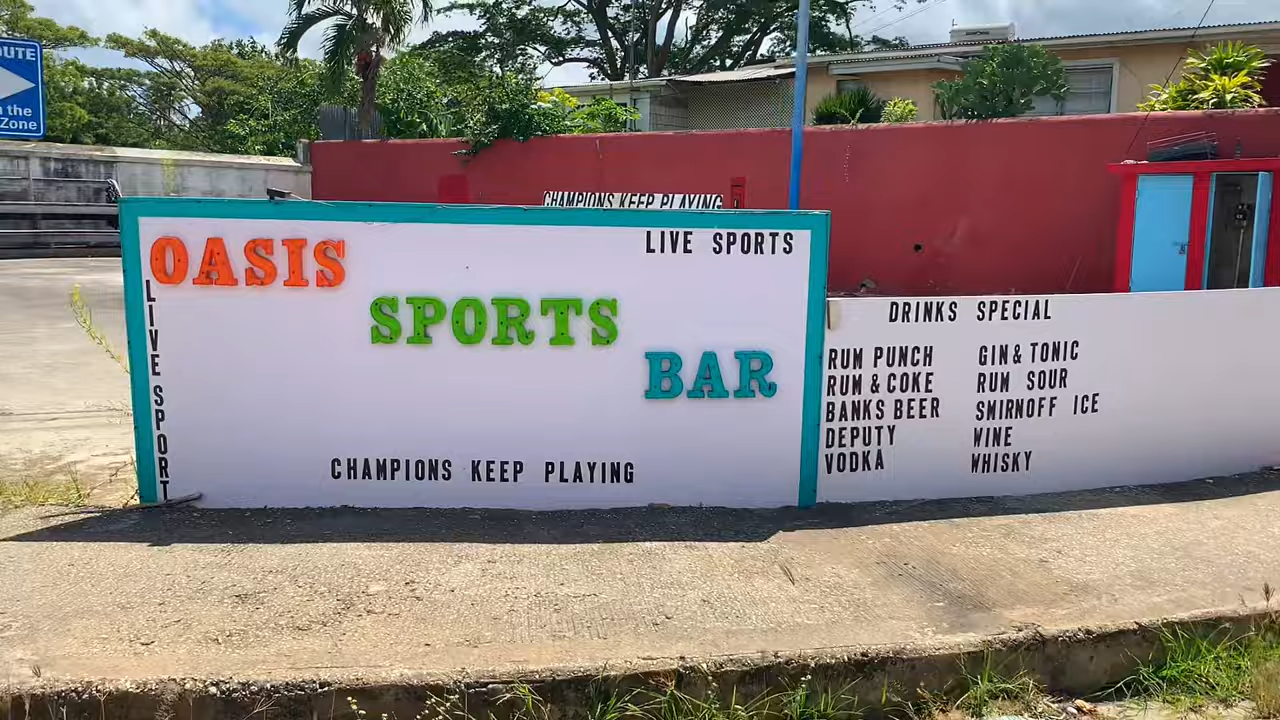 OUTE
n the
Zone
CHAMPIONS KEEP PLAYING
OASIS
SPORTS
BAR
LIVE SPORTS
LIVE SPORT
CHAMPIONS KEEP PLAYING
DRINKS SPECIAL
RUM PUNCH GIN & TONIC
RUM & COKE RUM SOUR
BANKS BEER SMIRNOFF ICE
DEPUTY WINE
VODKA WHISKY